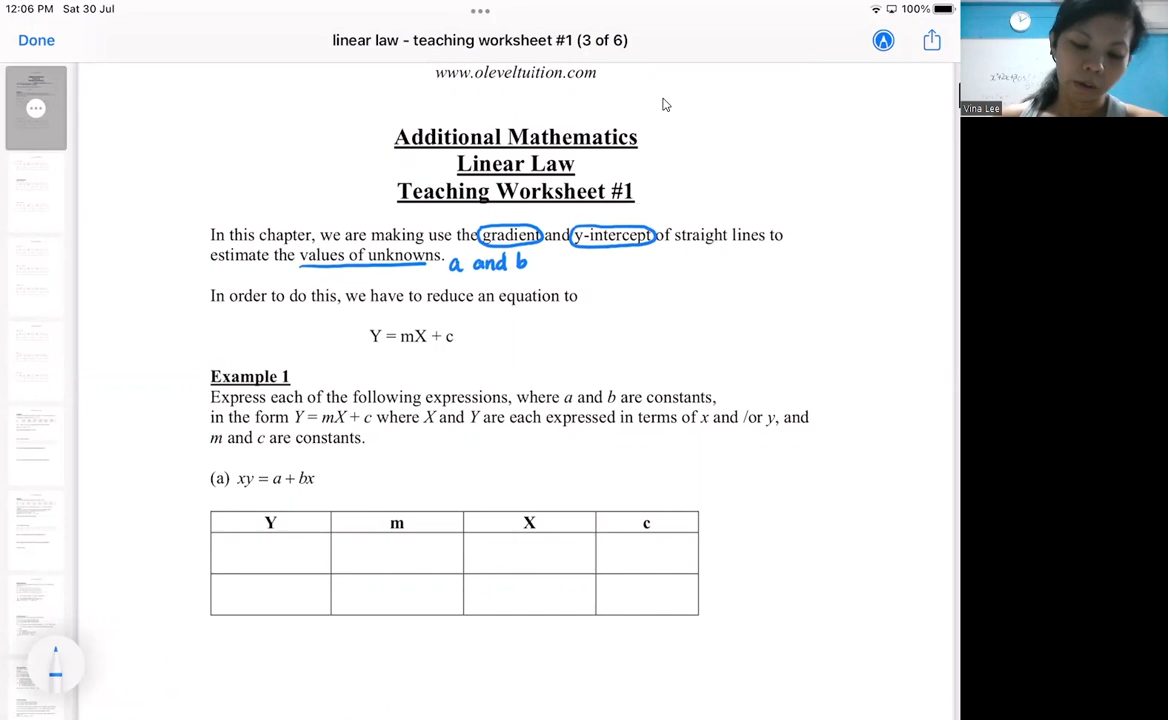 12:06 PM Sat 30 Jul
100%
Done
linear law - teaching worksheet #1 (3 of 6)
Vina Lee
www.oleveltuition.com
Additional Mathematics
Linear Law
Teaching Worksheet #1
In this chapter, we are making use the gradient and y-intercept of straight lines to
estimate the values of unknowns. a and b
In order to do this, we have to reduce an equation to
Y = mX + c
Example 1
Express each of the following expressions, where a and b are constants,
in the form Y = mX + c where X and Y are each expressed in terms of x and /or y, and
m and c are constants.
(a) xy = a + bx
Y m X c